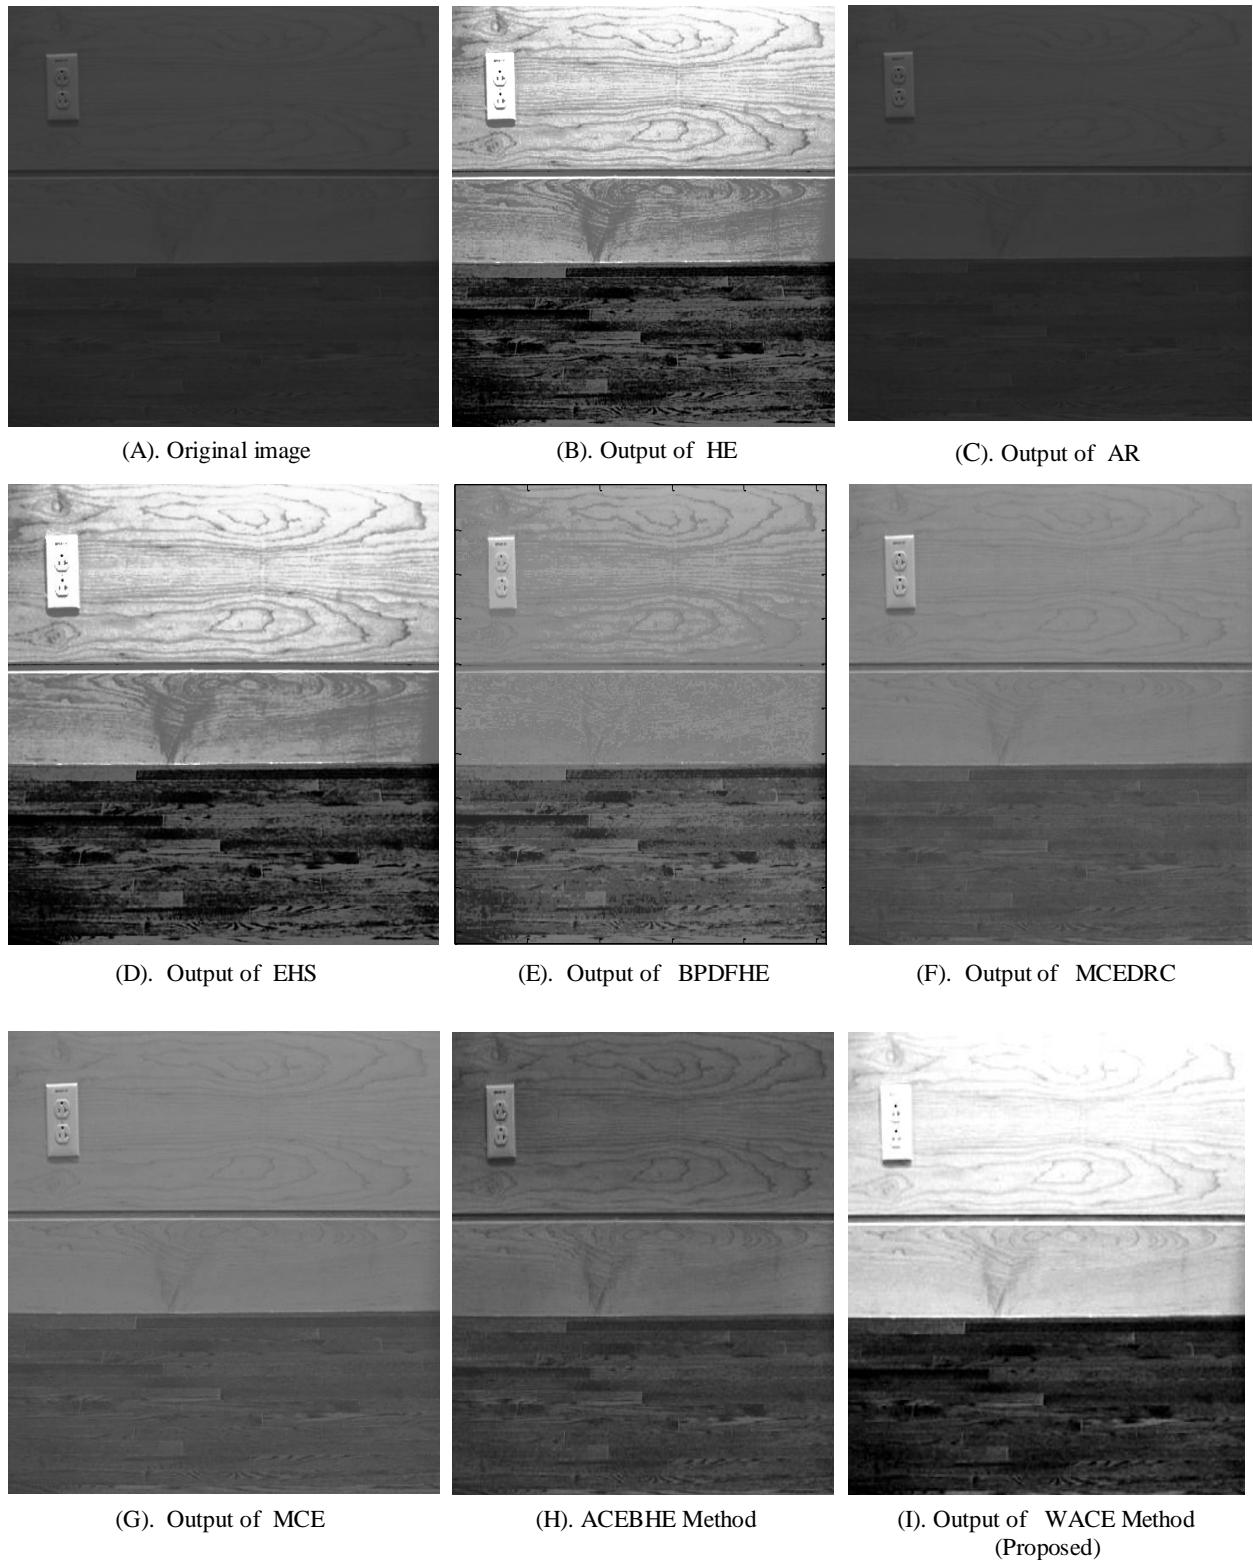 (A). Original image
(B). Output of HE
(C). Output of AR
(D). Output of EHS
(E). Output of BPDFHE
(F). Output of MCEDRC
(G). Output of MCE
(H). ACEBHE Method
(I). Output of WACE Method
(Proposed)